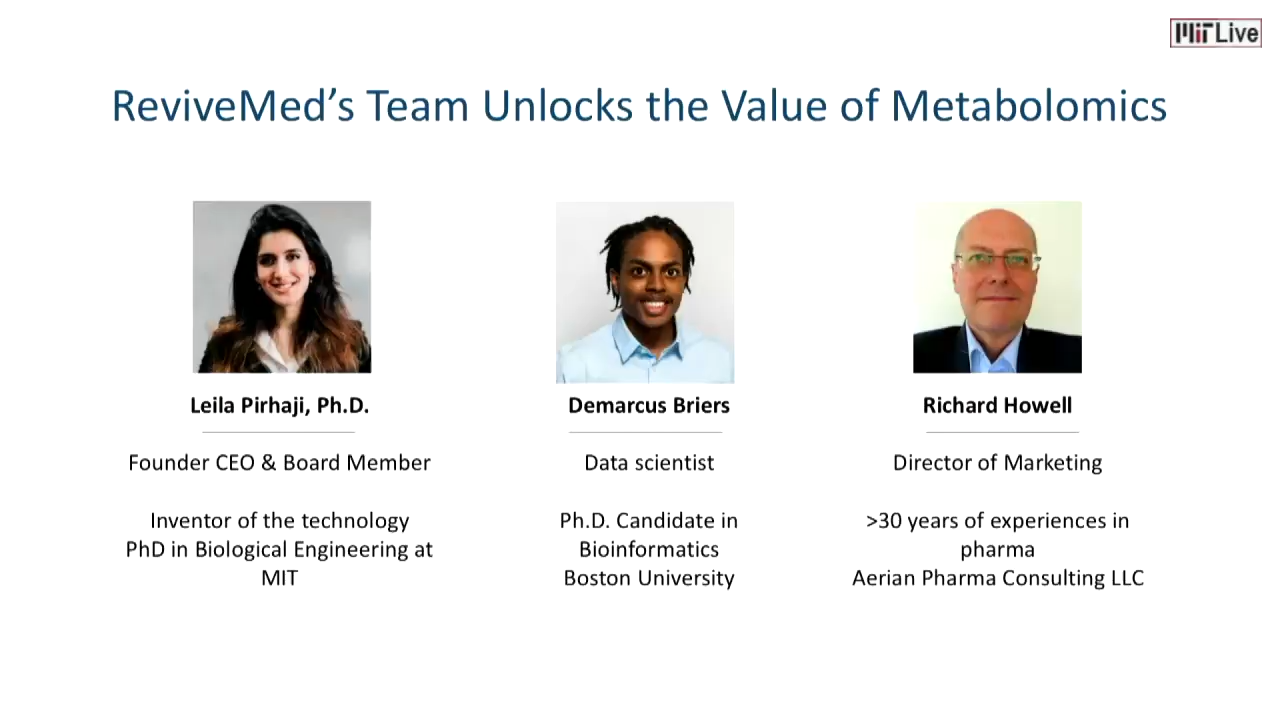 MIT Live
ReviveMed’s Team Unlocks the Value of Metabolomics
Leila Pirhaji, Ph.D.
Founder CEO & Board Member
Inventor of the technology
PhD in Biological Engineering at
MIT
Demarcus Briers
Data scientist
Ph.D. Candidate in
Bioinformatics
Boston University
Richard Howell
Director of Marketing
>30 years of experiences in
pharma
Aerian Pharma Consulting LLC